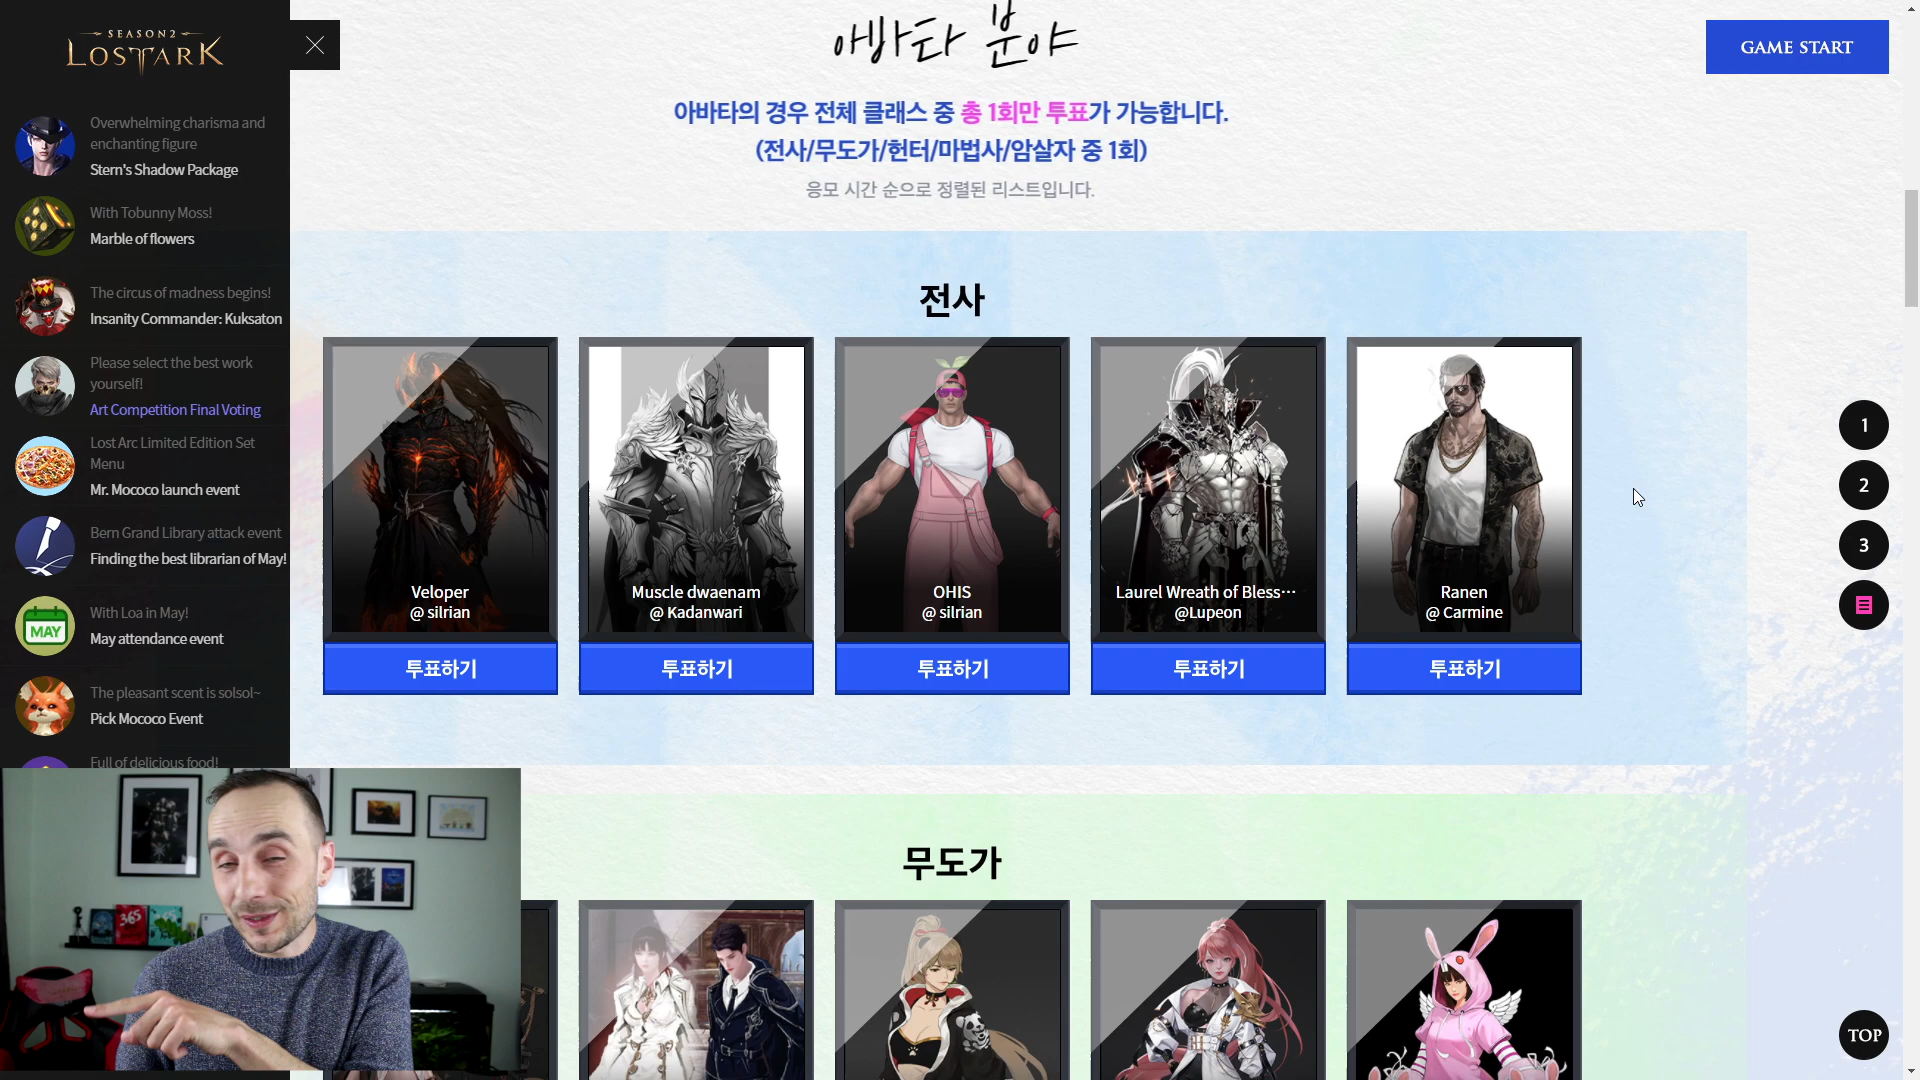 SEASON2
LOSTARK
Overwhelming charisma and
enchanting figure
Stern's Shadow Package
With Tobunny Moss!
Marble of flowers
The circus of madness begins!
Insanity Commander: Kuksaton
Please select the best work
yourself!
Art Competition Final Voting
Lost Arc Limited Edition Set
Menu
Mr. Mococo launch event
Bern Grand Library attack event
Finding the best librarian of May!
MAY
With Loa in May!
May attendance event
The pleasant scent is solsol~
Pick Mococo Event
Full of delicious food!
365
아바타 분야
아바타의 경우 전체 클래스 중 총 1회만 투표가 가능합니다.
(전사/무도가/헌터/마법사/암살자 중 1회)
응모 시간 순으로 정렬된 리스트입니다.
전사
Veloper
@ silrian
투표하기
Muscle dwaenam
@ Kadanwari
투표하기
OHIS
@ silrian
투표하기
Laurel Wreath of Bless···
@Lupeon
투표하기
Ranen
@ Carmine
투표하기
무도가
GAME START
1
2
3
TOP